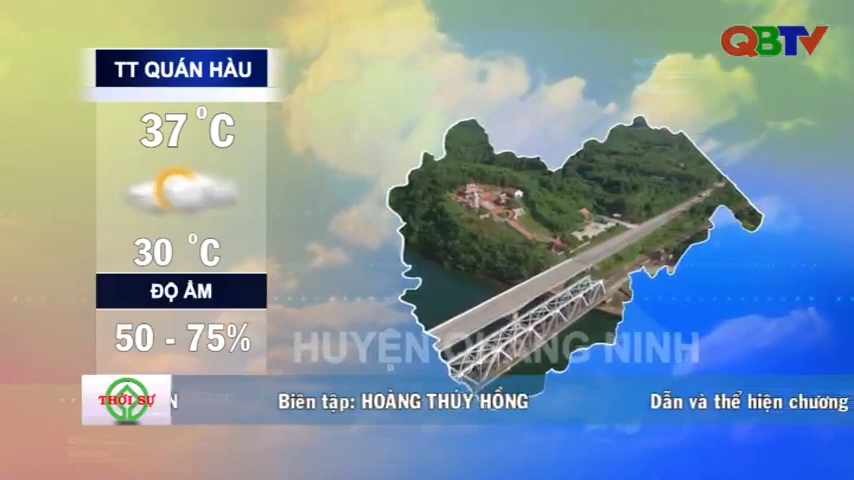 QBTV
TT QUÁN HÀU
37 °C
30 °C
ĐỘ ẨM
50 - 75%
HUYỆN QUẢNG NINH
THỜI SỰ
N
Biên tập: HOÀNG THÚY HỒNG
Dẫn và thể hiện chương